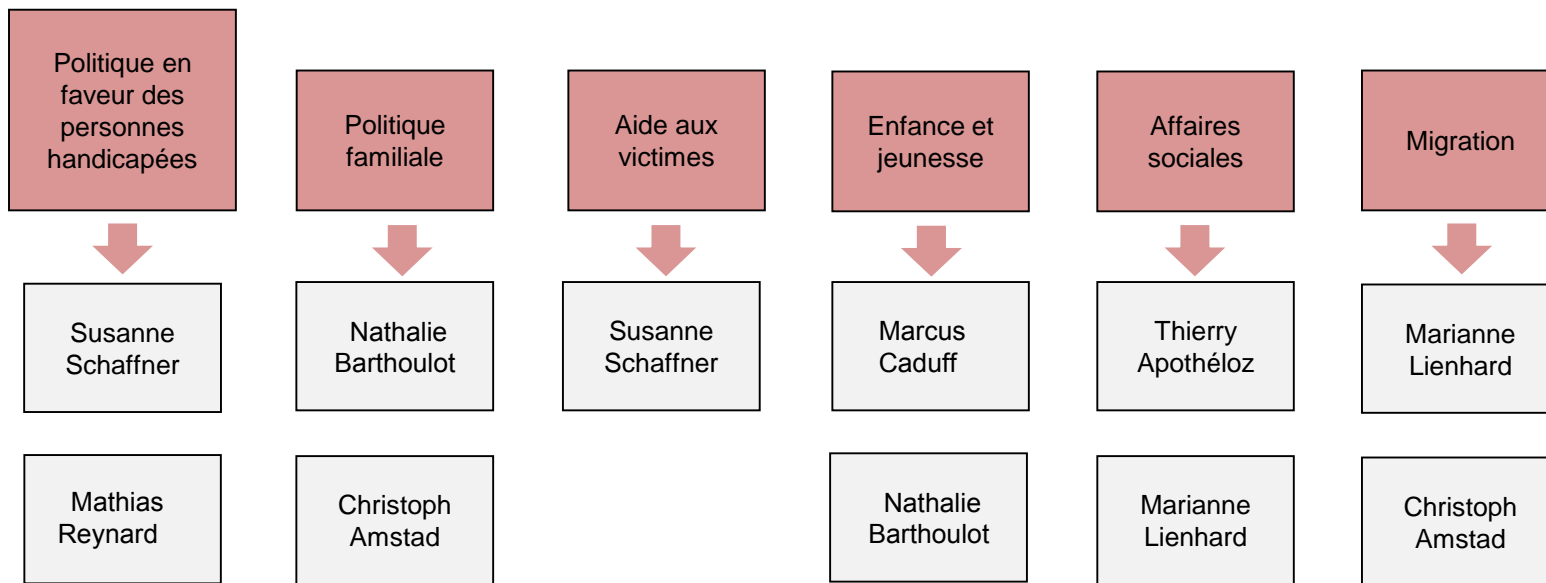 Politique en
faveur des
personnes
handicapées
Politique
familiale
Aide aux
victimes
Enfance et
jeunesse
Affaires
sociales
Migration
Susanne
Schaffner
Nathalie
Barthoulot
Susanne
Schaffner
Marcus
Caduff
Thierry
Apothéloz
Marianne
Lienhard
Mathias
Reynard
Christoph
Amstad
Nathalie
Barthoulot
Marianne
Lienhard
Christoph
Amstad